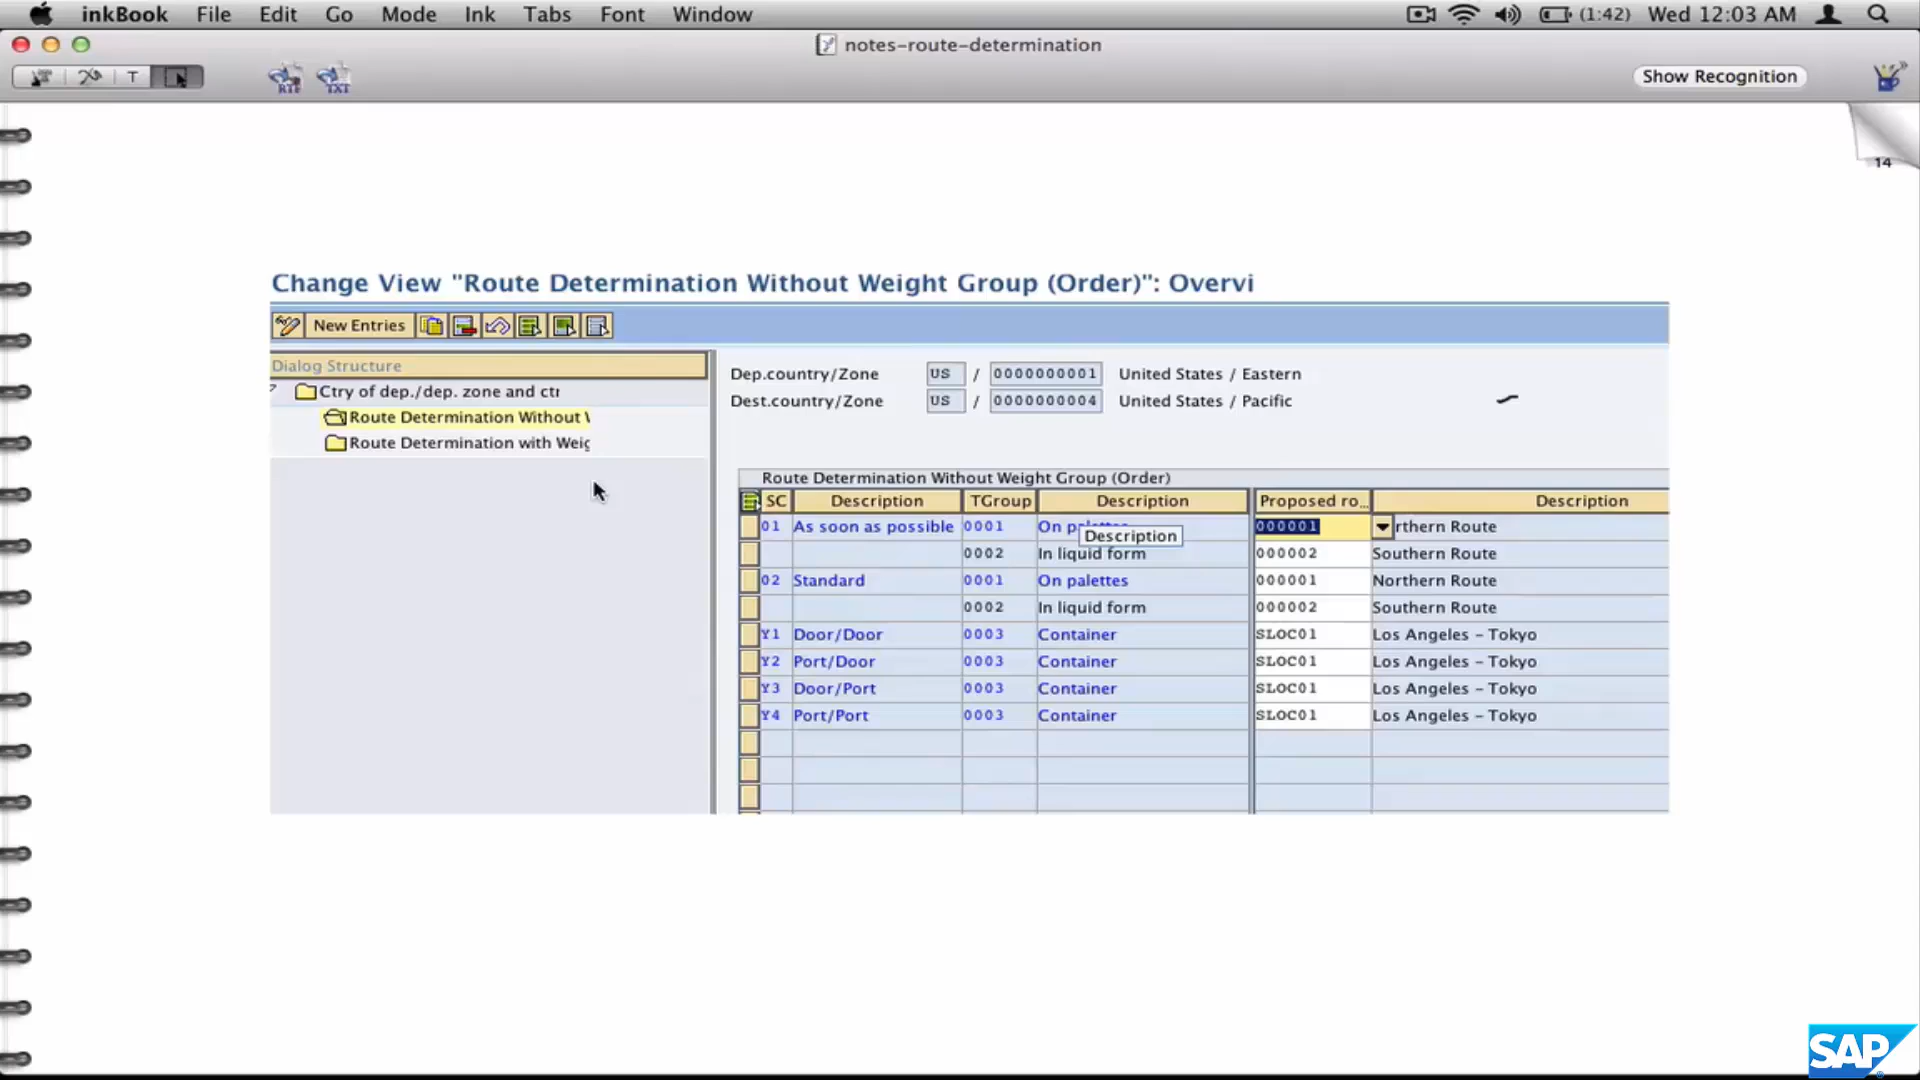 inkBook File Edit Go Mode Ink Tabs Font Window (1:42) Wed 12:03 AM
notes-route-determination
T RTF TXT Show Recognition
14
Change View "Route Determination Without Weight Group (Order)": Overvi
New Entries
Dialog Structure
Ctry of dep./dep. zone and ctr
Route Determination Without
Route Determination with Weig
Dep.country/Zone US / 0000000001 United States / Eastern
Dest.country/Zone US / 0000000004 United States / Pacific
Route Determination Without Weight Group (Order)
SC Description TGroup Description Proposed ro... Description
01 As soon as possible 0001 On 000001 rthern Route
Description
0002 In liquid form 000002 Southern Route
02 Standard 0001 On palettes 000001 Northern Route
0002 In liquid form 000002 Southern Route
Y1 Door/Door 0003 Container SLOC01 Los Angeles - Tokyo
Y2 Port/Door 0003 Container SLOC01 Los Angeles - Tokyo
Y3 Door/Port 0003 Container SLOC01 Los Angeles - Tokyo
Y4 Port/Port 0003 Container SLOC01 Los Angeles - Tokyo
SAP